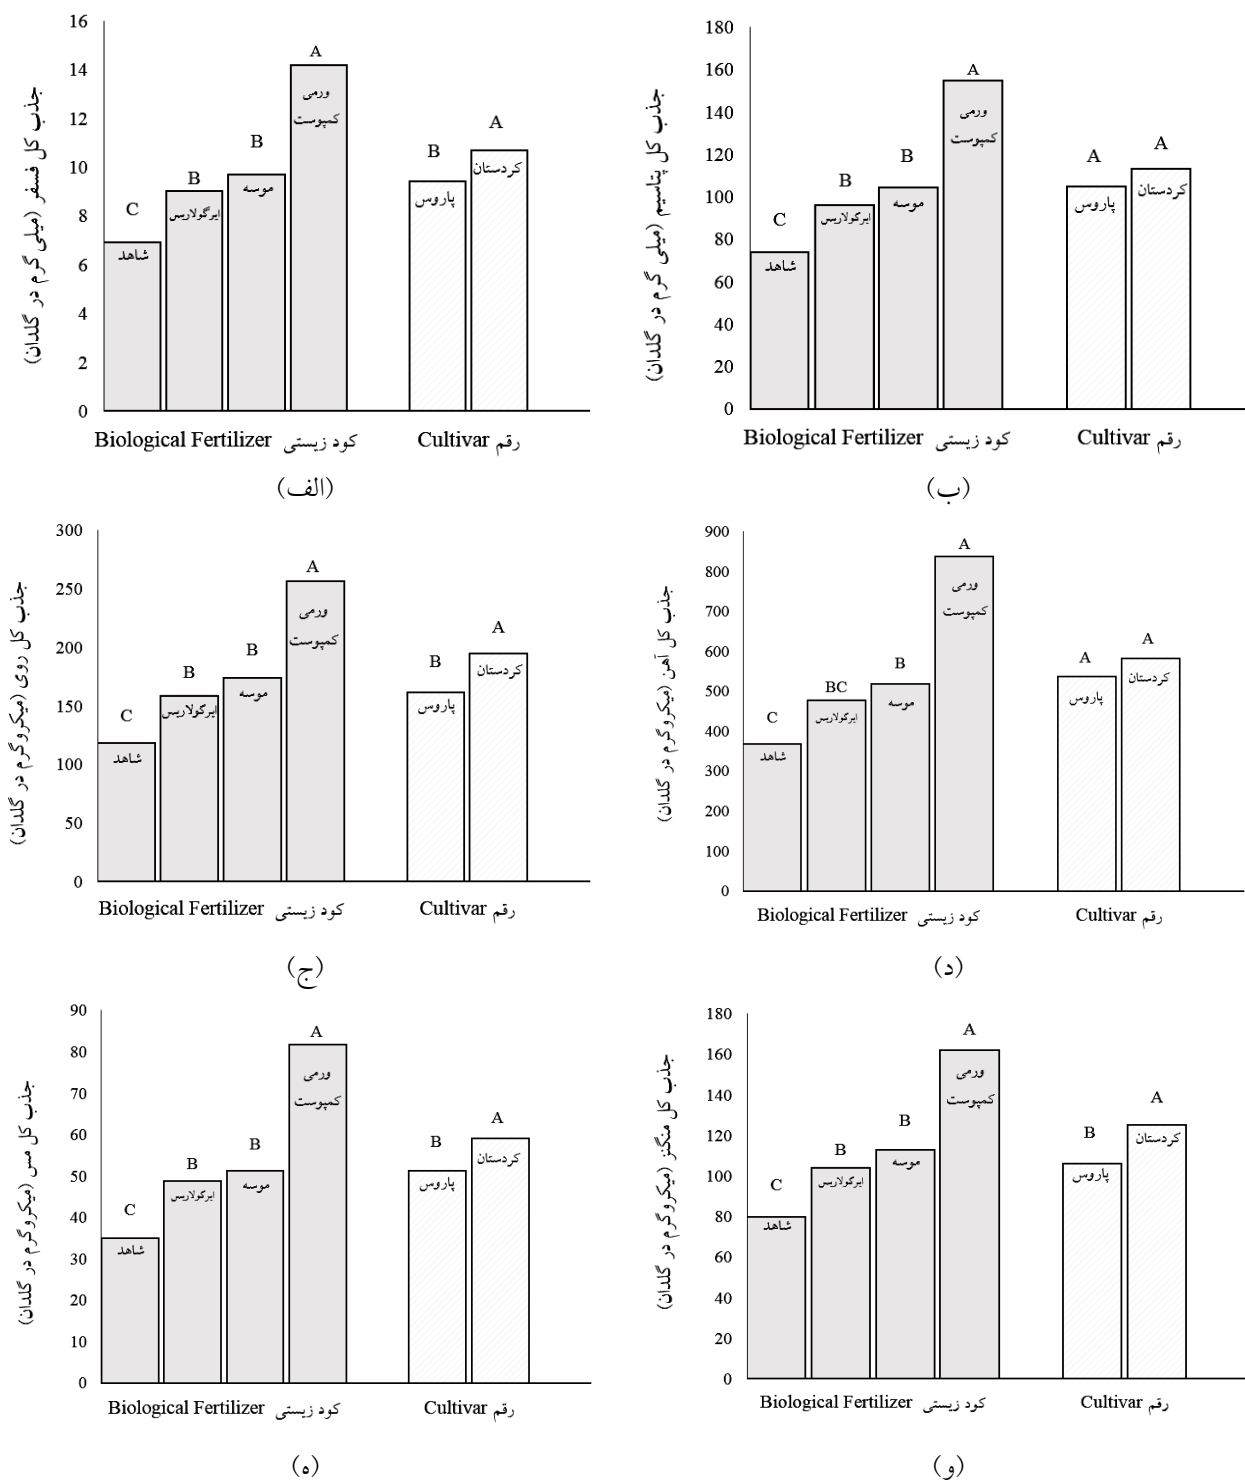 جذب کل فسفر (میلی گرم در گلدان)
16
14
12
10
8
6
4
2
0
C
B
B
A
B
A
شاهد
ایرگولاریس
موسه
ورمی
کمپوست
پاروس
کردستان
Biological Fertilizer کود زیستی
Cultivar رقم
(الف)
جذب کل پتاسیم (میلی گرم در گلدان)
180
160
140
120
100
80
60
40
20
0
C
B
B
A
A
A
شاهد
ایرگولاریس
موسه
ورمی
کمپوست
پاروس
کردستان
Biological Fertilizer کود زیستی
Cultivar رقم
(ب)
جذب کل روی (میکروگرم در گلدان)
300
250
200
150
100
50
0
C
B
B
A
B
A
شاهد
ایرگولاریس
موسه
ورمی
کمپوست
پاروس
کردستان
Biological Fertilizer کود زیستی
Cultivar رقم
(ج)
جذب کل آهن (میکروگرم در گلدان)
900
800
700
600
500
400
300
200
100
0
C
BC
B
A
A
A
شاهد
ایرگولاریس
موسه
ورمی
کمپوست
پاروس
کردستان
Biological Fertilizer کود زیستی
Cultivar رقم
(د)
جذب کل مس (میکروگرم در گلدان)
90
80
70
60
50
40
30
20
10
0
C
B
B
A
B
A
شاهد
ایرگولاریس
موسه
ورمی
کمپوست
پاروس
کردستان
Biological Fertilizer کود زیستی
Cultivar رقم
(ه)
جذب کل منگنز (میکروگرم در گلدان)
180
160
140
120
100
80
60
40
20
0
C
B
B
A
B
A
شاهد
ایرگولاریس
موسه
ورمی
کمپوست
پاروس
کردستان
Biological Fertilizer کود زیستی
Cultivar رقم
(و)